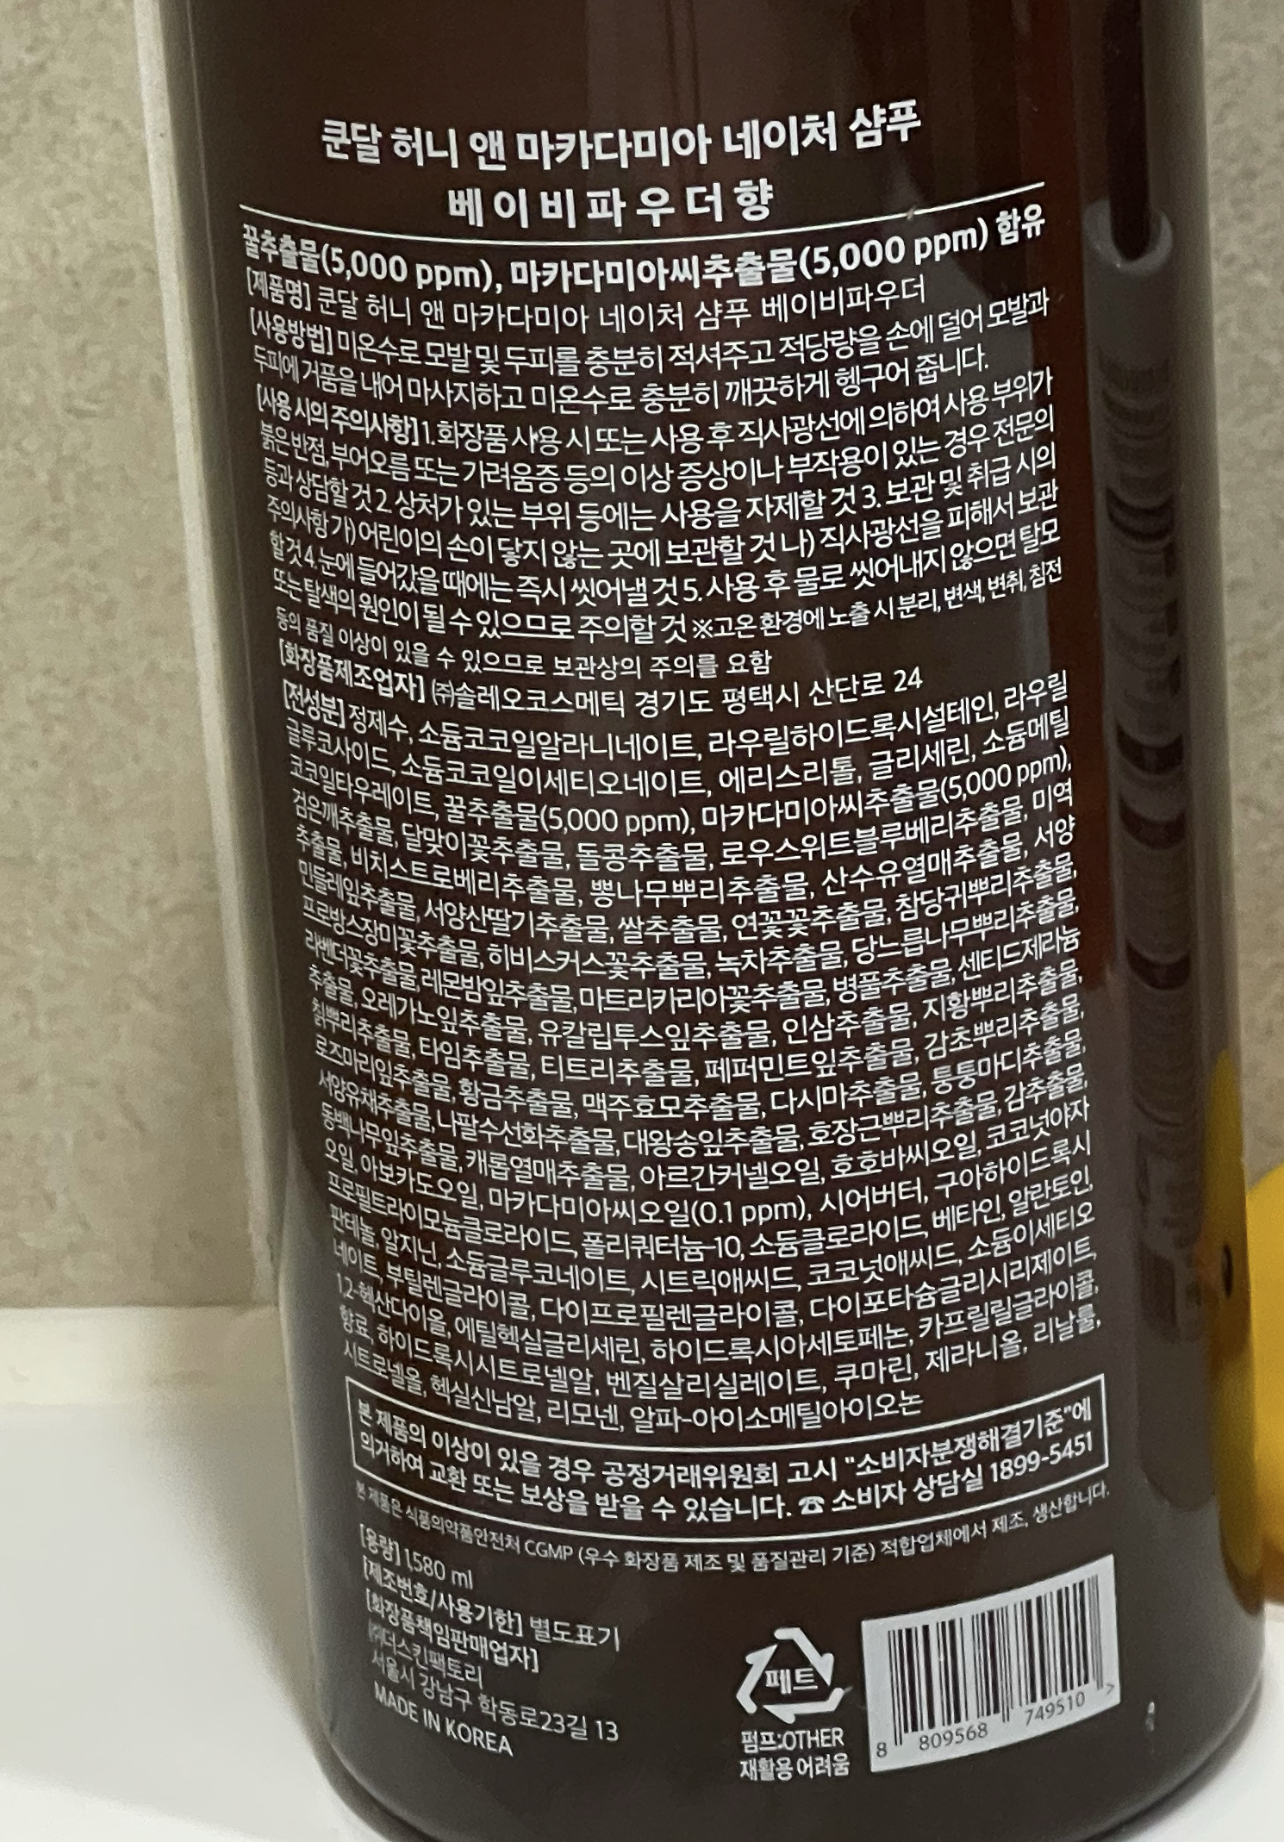 쿤달 허니 앤 마카다미아 네이처 샴푸
베이비파우더향
꿀추출물(5,000 ppm), 마카다미아씨추출물(5,000 ppm) 함유
[제품명] 쿤달 허니 앤 마카다미아 네이처 샴푸 베이비파우더
[사용방법] 미온수로 모발 및 두피를 충분히 적셔주고 적당량을 손에 덜어 모발과
두피에 거품을 내어 마사지하고 미온수로 충분히 깨끗하게 헹구어 줍니다.
[사용 시의 주의사항] 1. 화장품 사용 시 또는 사용 후 직사광선에 의하여 사용 부위가
붉은 반점, 부어오름 또는 가려움증 등의 이상 증상이나 부작용이 있는 경우 전문의
등과 상담할 것 2. 상처가 있는 부위 등에는 사용을 자제할 것 3. 보관 및 취급 시의
주의사항 가) 어린이의 손이 닿지 않는 곳에 보관할 것 나) 직사광선을 피해서 보관
할 것 4. 눈에 들어갔을 때에는 즉시 씻어낼 것 5. 사용 후 물로 씻어내지 않으면 탈모
또는 탈색의 원인이 될 수 있으므로 주의할 것 ※고온 환경에 노출 시 분리, 변색, 변취, 침전
등의 품질 이상이 있을 수 있으므로 보관상의 주의를 요함
[화장품제조업자] ㈜솔레오코스메틱 경기도 평택시 산단로 24
[전성분] 정제수, 소듐코코일알라니네이트, 라우릴하이드록시설테인, 라우릴
글루코사이드, 소듐코코일이세티오네이트, 에리스리톨, 글리세린, 소듐메틸
코코일타우레이트, 꿀추출물(5,000 ppm), 마카다미아씨추출물(5,000 ppm),
검은깨추출물, 달맞이꽃추출물, 돌콩추출물, 로우스위트블루베리추출물, 미역
추출물, 비치스트로베리추출물, 뽕나무뿌리추출물, 산수유열매추출물, 서양
민들레잎추출물, 서양산딸기추출물, 쌀추출물, 연꽃꽃추출물, 참당귀뿌리추출물,
프로방스장미꽃추출물, 히비스커스꽃추출물, 녹차추출물, 당느릅나무뿌리추출물,
라벤더꽃추출물, 레몬밤잎추출물, 마트리카리아꽃추출물, 병풀추출물, 센티드제라늄
추출물, 오레가노잎추출물, 유칼립투스잎추출물, 인삼추출물, 지황뿌리추출물,
칡뿌리추출물, 타임추출물, 티트리추출물, 페퍼민트잎추출물, 감초뿌리추출물,
로즈마리잎추출물, 황금추출물, 맥주효모추출물, 다시마추출물, 퉁퉁마디추출물,
서양유채추출물, 나팔수선화추출물, 대왕송잎추출물, 호장근뿌리추출물, 감추출물,
동백나무잎추출물, 캐롭열매추출물, 아르간커넬오일, 호호바씨오일, 코코넛야자
오일, 아보카도오일, 마카다미아씨오일(0.1 ppm), 시어버터, 구아하이드록시
프로필트라이모늄클로라이드, 폴리쿼터늄-10, 소듐클로라이드, 베타인, 알란토인,
판테놀, 알지닌, 소듐글루코네이트, 시트릭애씨드, 코코넛애씨드, 소듐이세티오
네이트, 부틸렌글라이콜, 다이프로필렌글라이콜, 다이포타슘글리시리제이트,
1,2-헥산다이올, 에틸헥실글리세린, 하이드록시아세토페논, 카프릴릴글라이콜,
향료, 하이드록시시트로넬알, 벤질살리실레이트, 쿠마린, 제라니올, 리날룰,
시트로넬올, 헥실신남알, 리모넨, 알파-아이소메틸아이오논
본 제품의 이상이 있을 경우 공정거래위원회 고시 "소비자분쟁해결기준"에
의거하여 교환 또는 보상을 받을 수 있습니다. ☎ 소비자 상담실 1899-5451
본 제품은 식품의약품안전처 CGMP (우수 화장품 제조 및 품질관리 기준) 적합업체에서 제조, 생산합니다.
[용량] 1,580 ml
[제조번호/사용기한] 별도표기
[화장품책임판매업자]
㈜더스킨팩토리
서울시 강남구 학동로23길 13
MADE IN KOREA
페트
펌프:OTHER
재활용 어려움
8 809568 749510 >